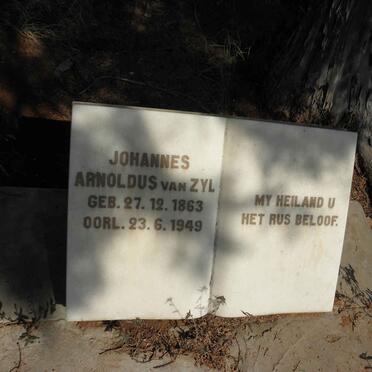 JOHANNES
ARNOLDUS VAN ZYL
GEB. 27. 12. 1863
OORL. 23. 6. 1949
MY HEILAND U
HET RUS BELOOF.